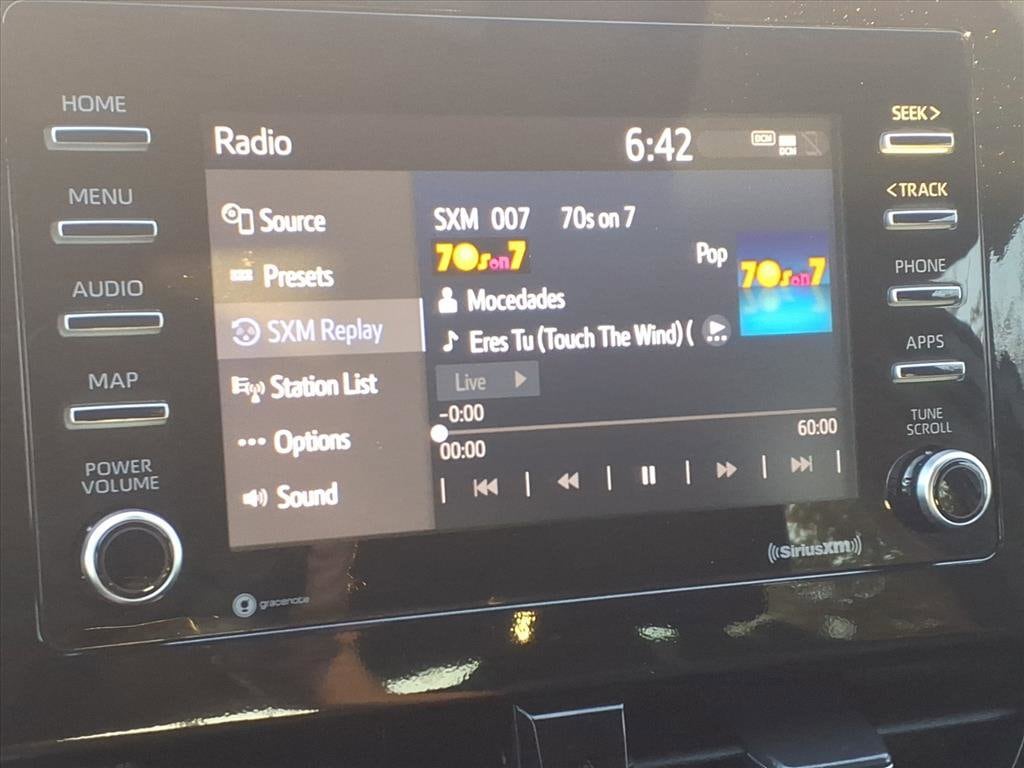 HOME
MENU
AUDIO
MAP
POWER
VOLUME
Radio
6:42
DCM
DCM
Source
Presets
SXM Replay
Station List
Options
Sound
SXM 007 70s on 7
70s on 7
Pop
70s on 7
Mocedades
Eres Tu (Touch The Wind) (
Live
-0:00
00:00
60:00
SEEK>
<TRACK
PHONE
APPS
TUNE
SCROLL
gracenote
SiriusXM